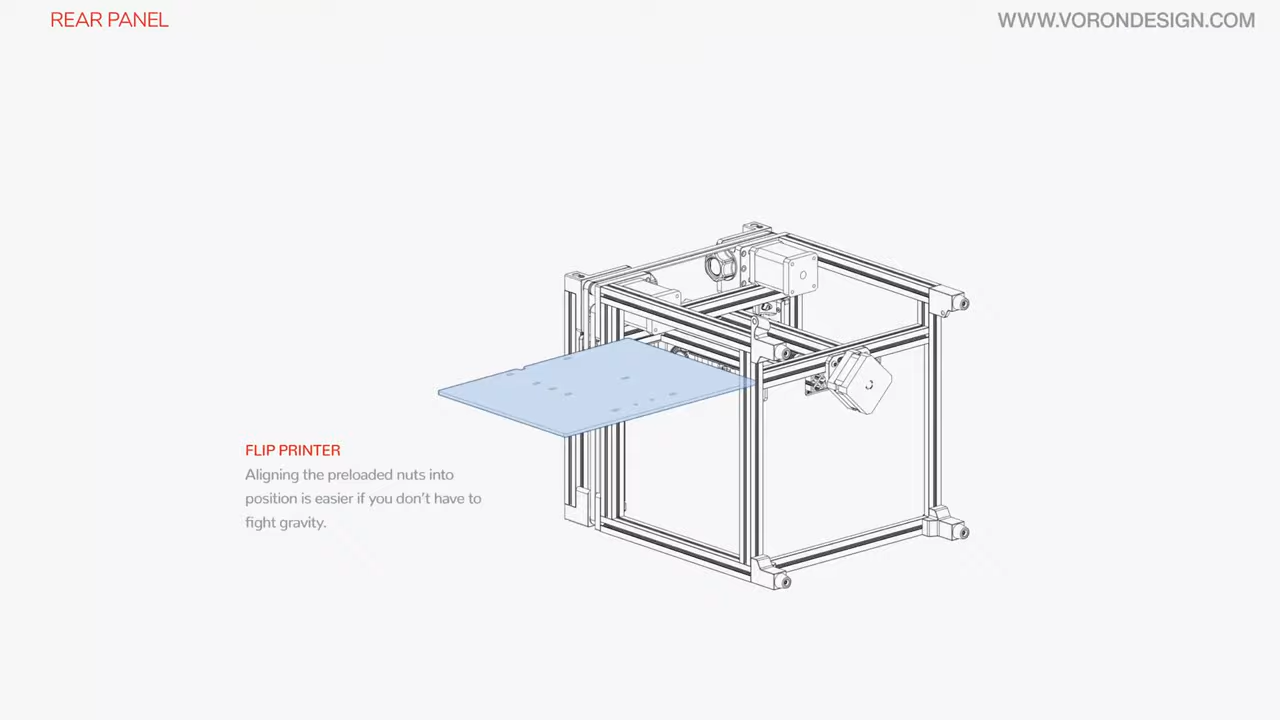 REAR PANEL
WWW.VORONDESIGN.COM
FLIP PRINTER
Aligning the preloaded nuts into
position is easier if you don’t have to
fight gravity.